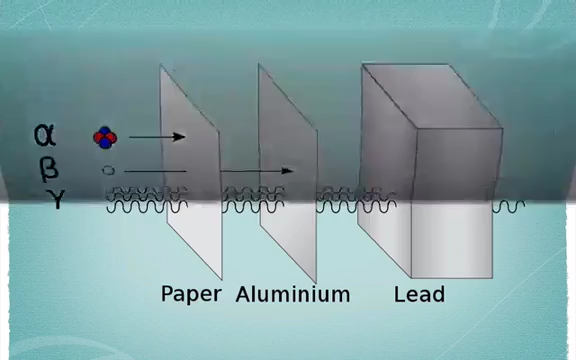 α
β
γ
Paper Aluminium Lead